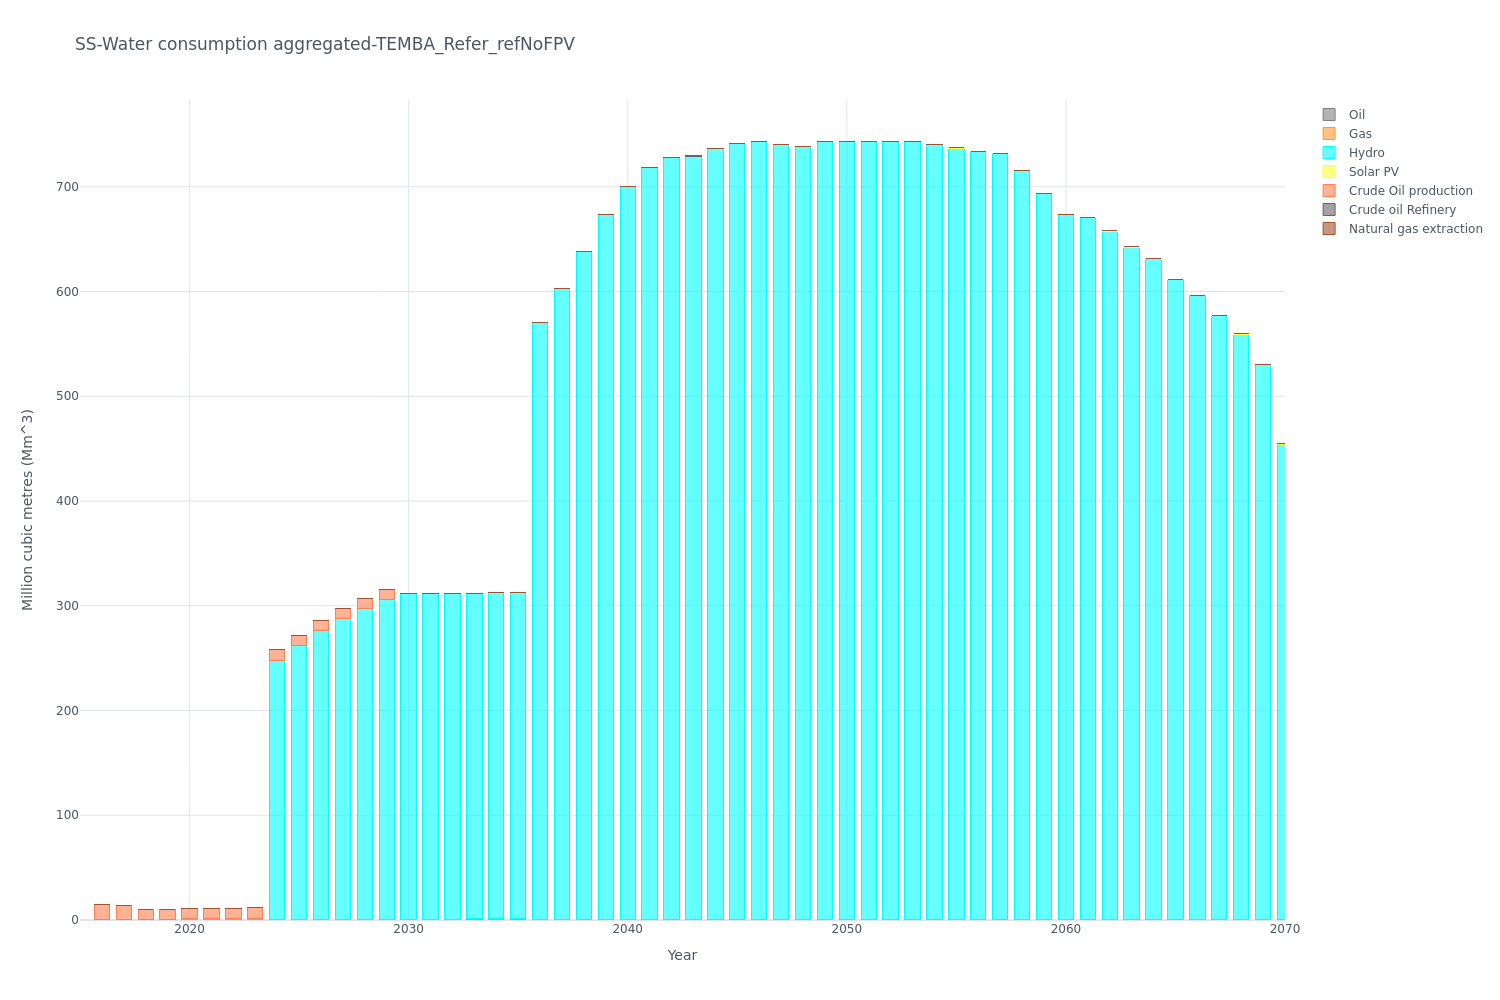 SS-Water consumption aggregated-TEMBA_Refer_refNoFPV
Oil
Gas
Hydro
Solar PV
Crude Oil production
Crude oil Refinery
Natural gas extraction
Million cubic metres (Mm^3)
700
600
500
400
300
200
100
0
2020
2030
2040
2050
2060
2070
Year